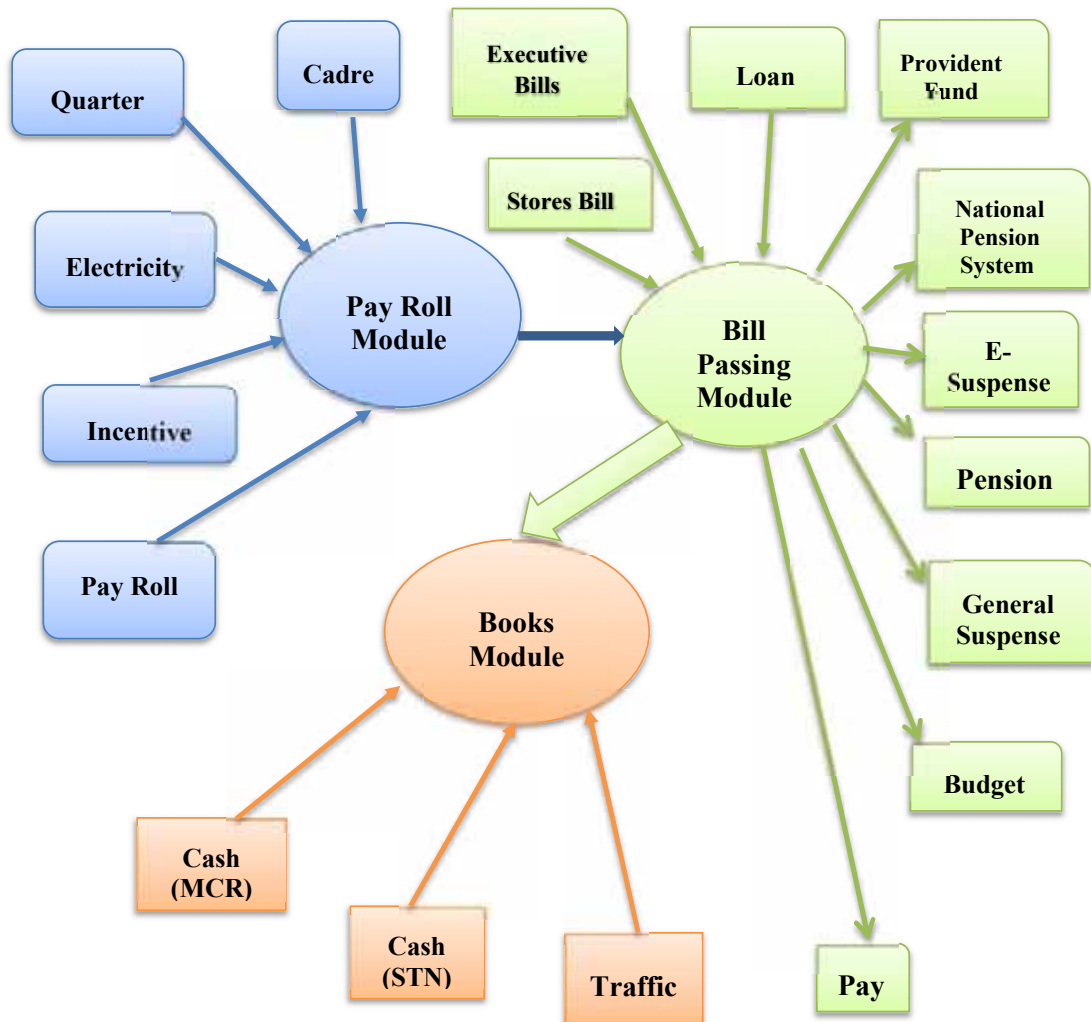 Quarter
Cadre
Executive
Bills
Loan
Provident
Fund
Stores Bill
National
Pension
System
Electricity
Pay Roll
Module
Bill
Passing
Module
E-
Suspense
Incentive
Pension
Pay Roll
General
Suspense
Books
Module
Budget
Cash
(MCR)
Cash
(STN)
Traffic
Pay